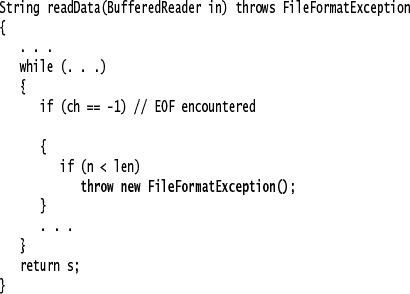 String readData(BufferedReader in) throws FileFormatException
{
   . . .
   while (. . .)
   {
      if (ch == -1) // EOF encountered

      {
         if (n < len)
            throw new FileFormatException();
      }
      . . .
   }
   return s;
}